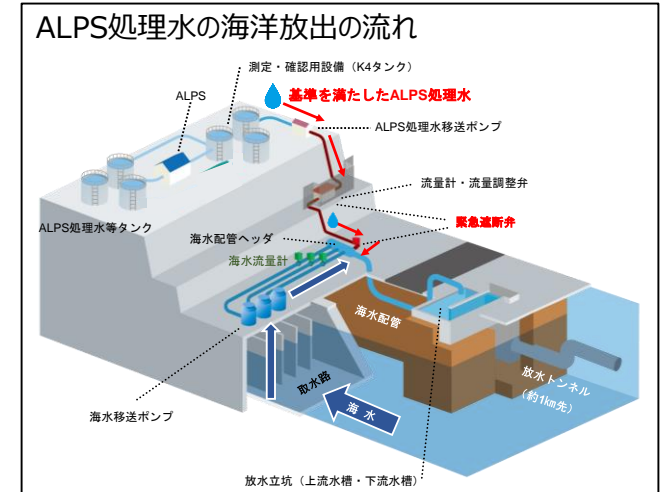 ALPS処理水の海洋放出の流れ
測定・確認用設備（K4タンク）
ALPS
基準を満たしたALPS処理水
ALPS処理水移送ポンプ
流量計・流量調整弁
ALPS処理水等タンク
緊急遮断弁
海水配管ヘッダ
海水流量計
海水配管
取水路
放水トンネル
（約1km先）
海水移送ポンプ
海 水
放水立坑（上流水槽・下流水槽）